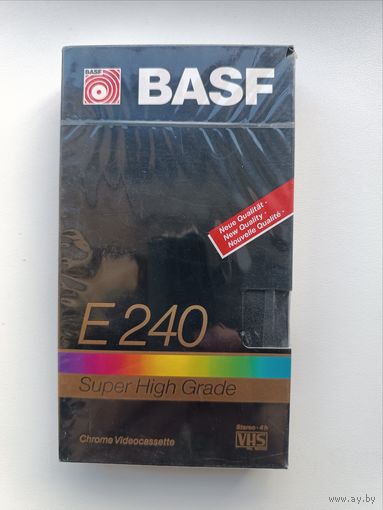 BASF
BASF
Neue Qualität ·
New Quality ·
Nouvelle Qualité ·
E 240
Super High Grade
Stereo · 4h
Chrome Videocassette
VHS
www.ay.by